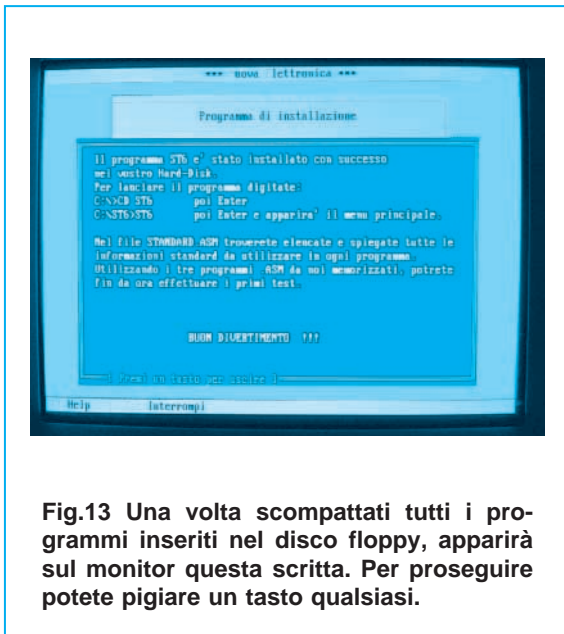 *** nova lettronica ***
Programma di installazione
Il programma ST6 e' stato installato con successo
nel vostro Hard-Disk.
Per lanciare il programma digitate:
C:\>CD ST6 poi Enter
C:\ST6>ST6 poi Enter e apparira' il menu principale.
Nel file STANDARD.ASM troverete elencate e spiegate tutte le
informazioni standard da utilizzare in ogni programma.
Utilizzando i tre programmi .ASM da noi memorizzati, potrete
fin da ora effettuare i primi test.
BUON DIVERTIMENTO !!!
[ Premi un tasto per uscire ]
Help Interrompi
Fig.13 Una volta scompattati tutti i pro-
grammi inseriti nel disco floppy, apparirà
sul monitor questa scritta. Per proseguire
potete pigiare un tasto qualsiasi.